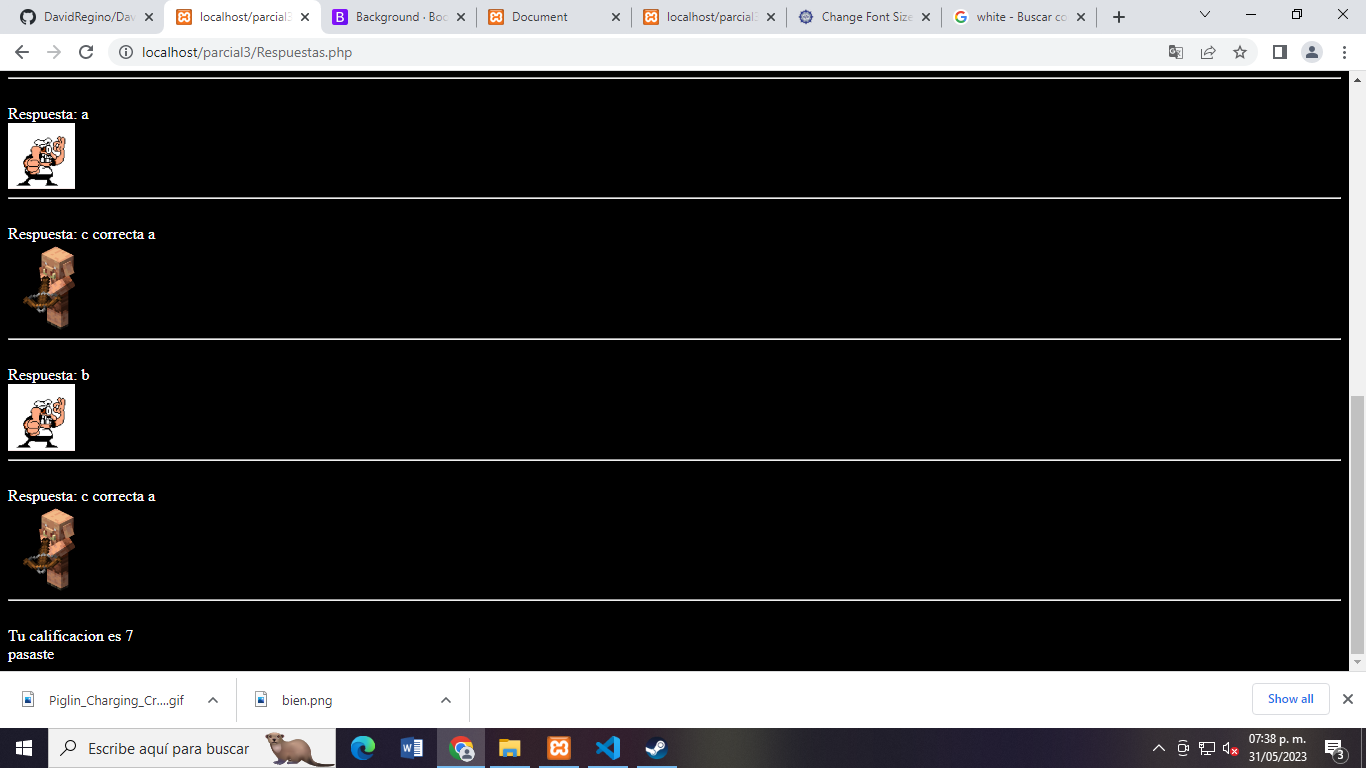 DavidRegino/Dav
localhost/parcial3
Background · Boo
Document
localhost/parcial3
Change Font Size
white - Buscar co
localhost/parcial3/Respuestas.php
Respuesta: a
Respuesta: c correcta a
Respuesta: b
Respuesta: c correcta a
Tu calificacion es 7
pasaste
Piglin_Charging_Cr....gif
bien.png
Show all
Escribe aquí para buscar
07:38 p. m.
31/05/2023
3